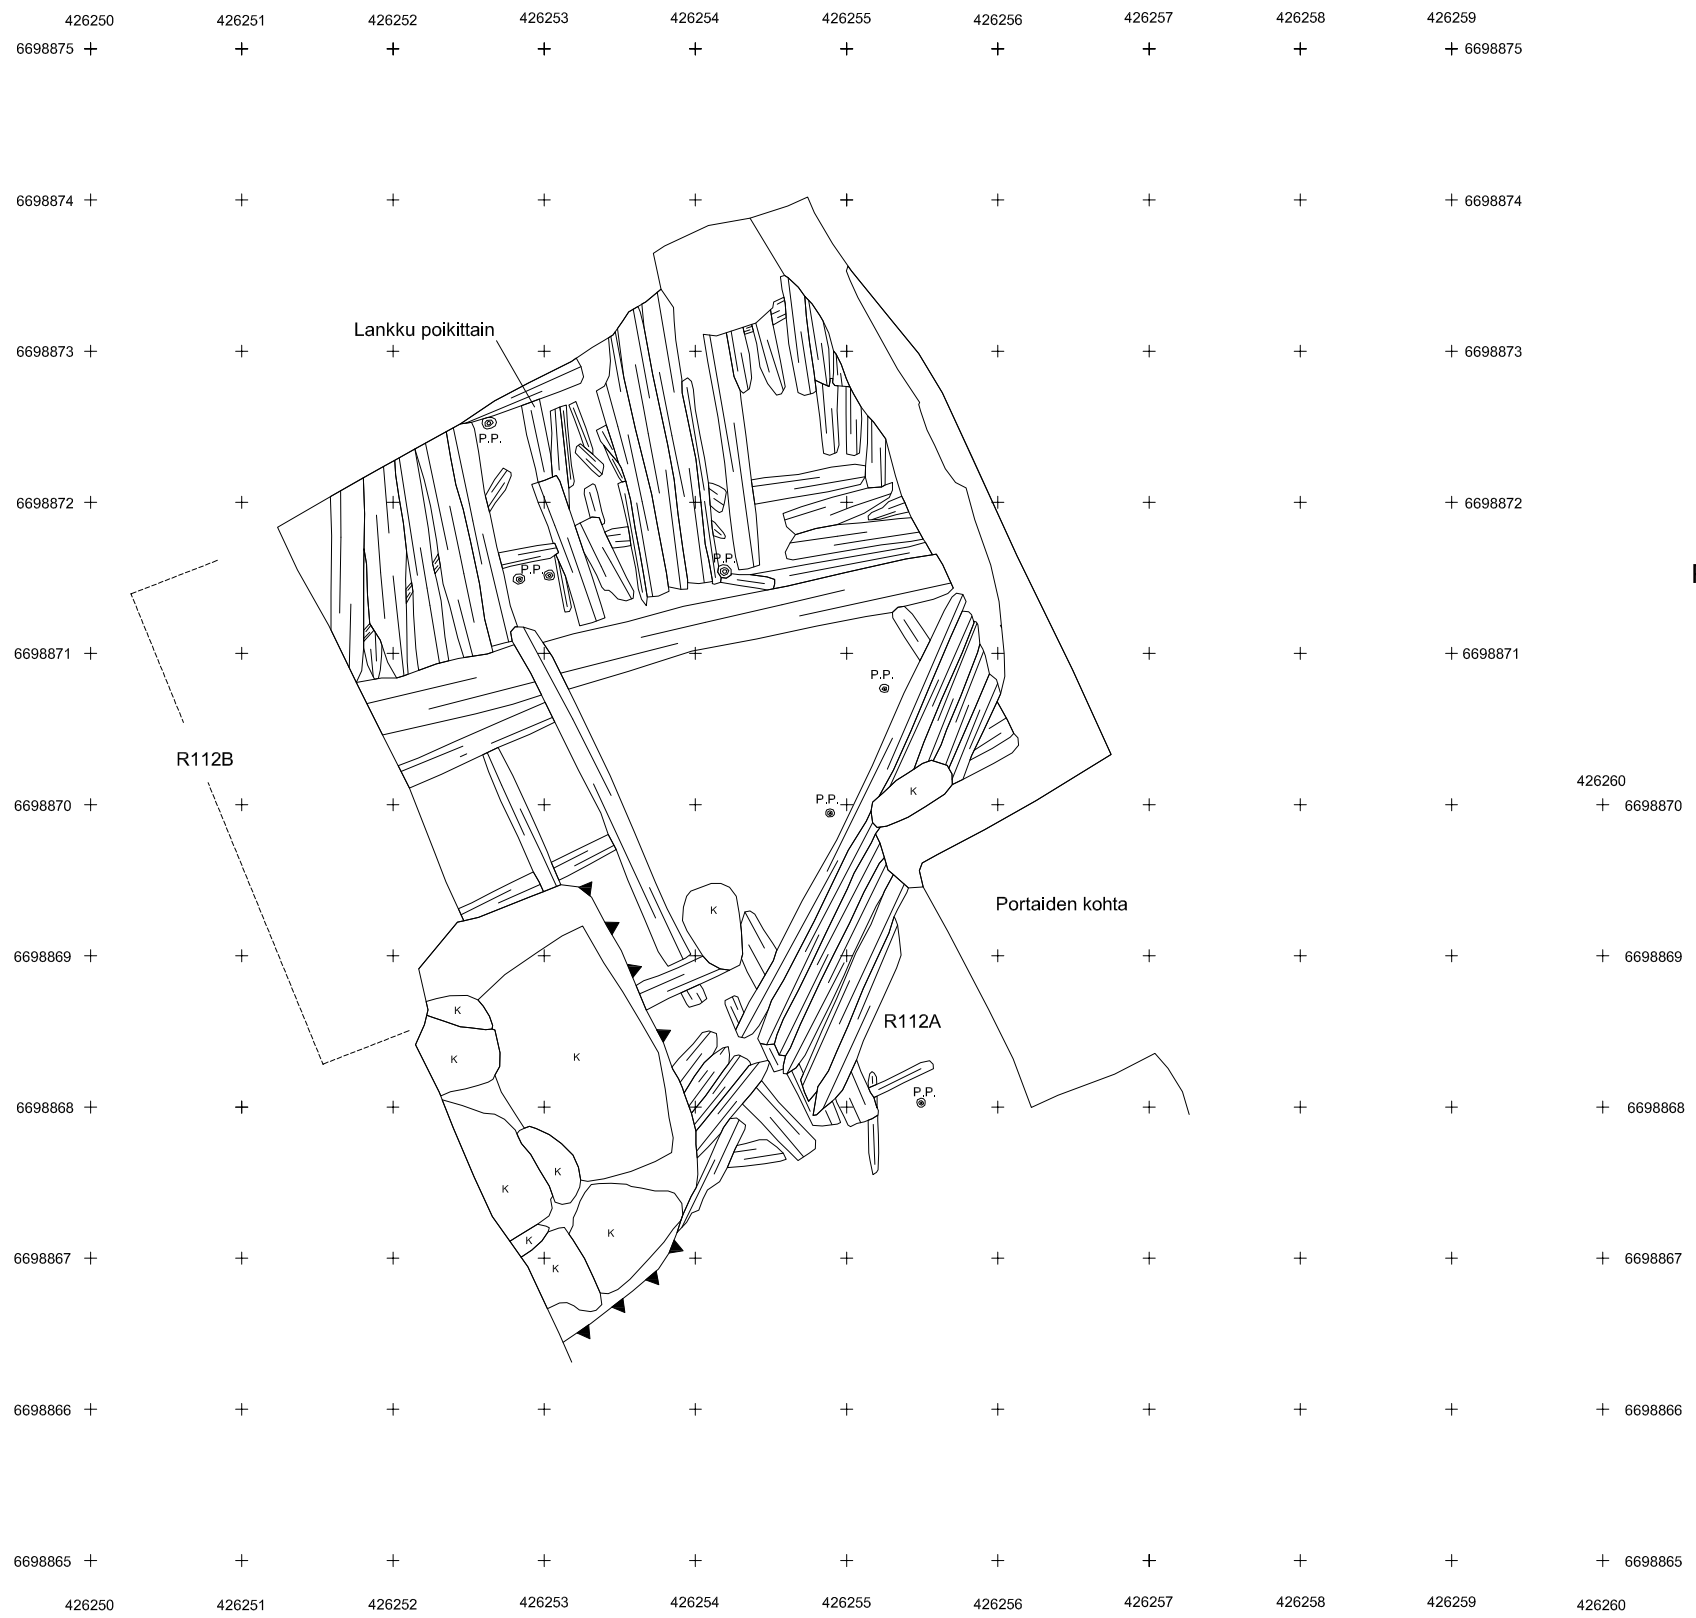 426250 426251 426252 426253 426254 426255 426256 426257 426258 426259
6698875 6698875
6698874 6698874
Lankku poikittain
6698873 6698873
P.P.
6698872 6698872
P.P.
P.P.
6698871 6698871
P.P.
R112B
426260
K
P.P.
6698870 6698870
Portaiden kohta
K
6698869 6698869
K
R112A
K K
P.P.
6698868 6698868
K
K
K
K
6698867 6698867
K
6698866 6698866
6698865 6698865
426250 426251 426252 426253 426254 426255 426256 426257 426258 426259 426260